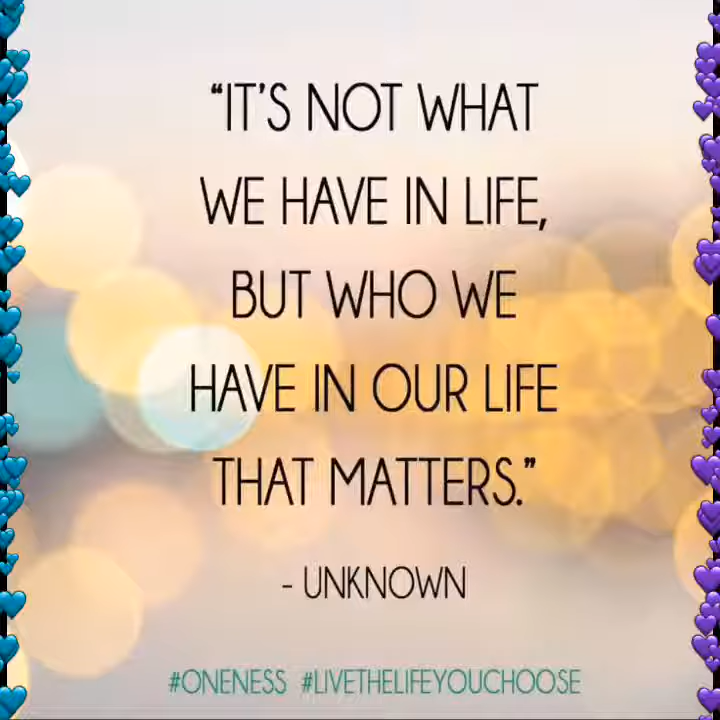 “IT'S NOT WHAT
WE HAVE IN LIFE,
BUT WHO WE
HAVE IN OUR LIFE
THAT MATTERS.”
- UNKNOWN
#ONENESS #LIVETHELIFEYOUCHOOSE